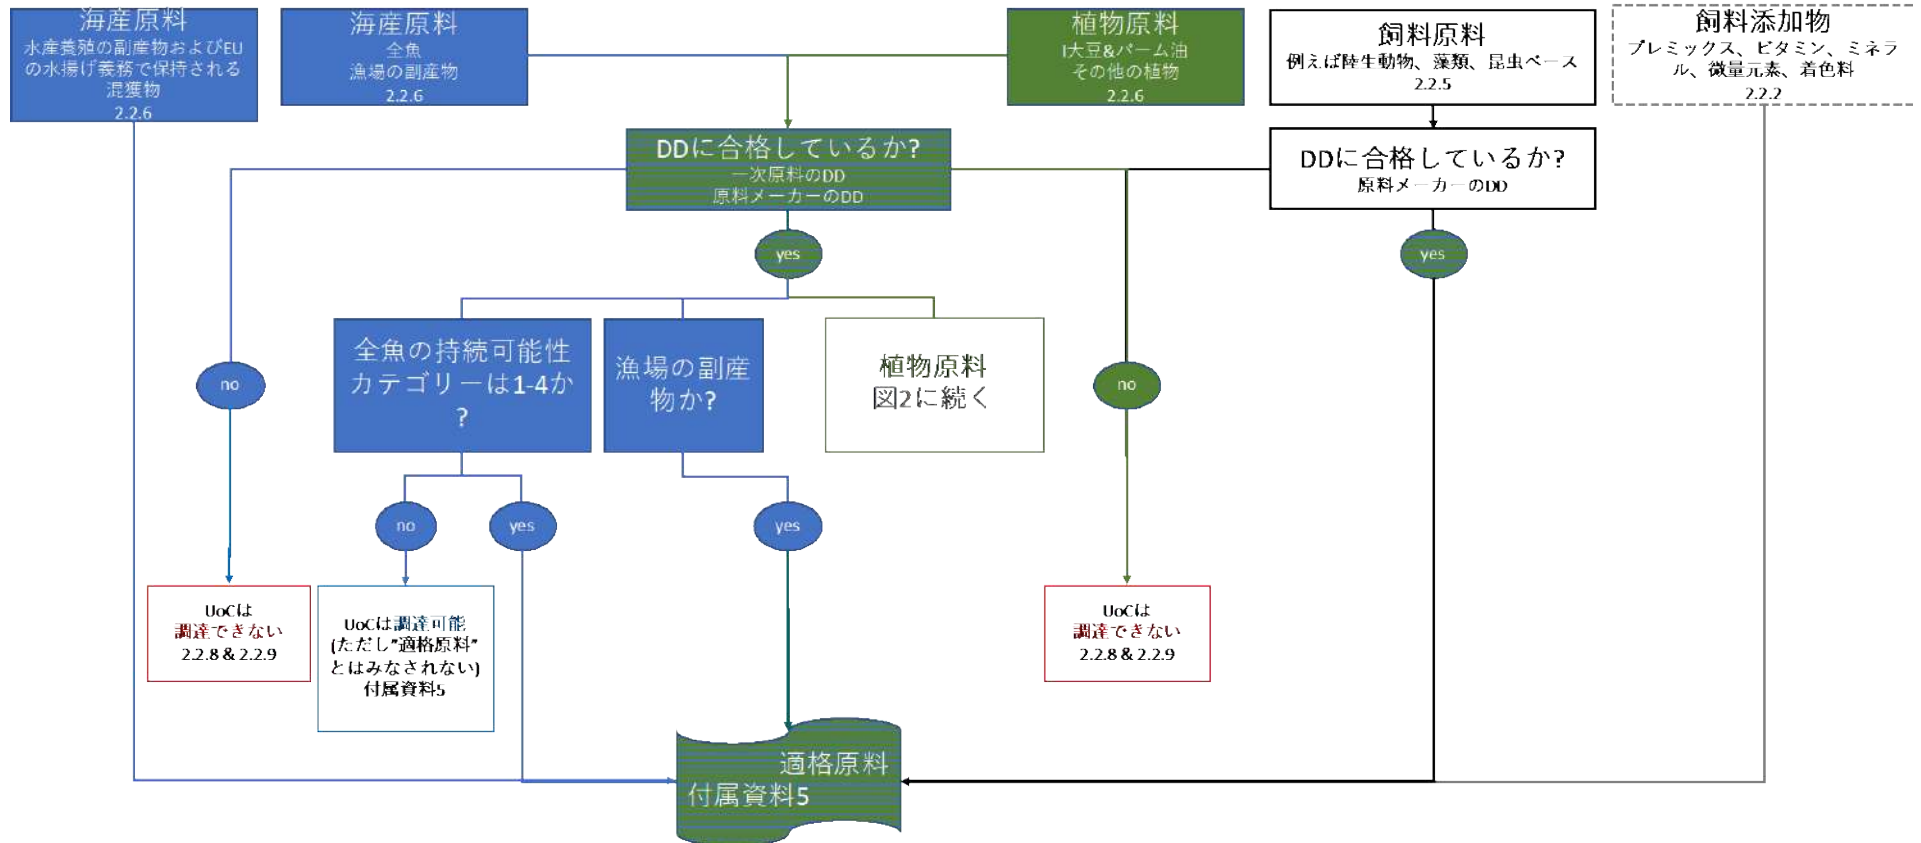 海産原料
水産養殖の副産物およびEU
の水揚げ義務で保持される
混獲物
2.2.6
海産原料
全魚
漁場の副産物
2.2.6
植物原料
I大豆&パーム油
その他の植物
2.2.6
飼料原料
例えば陸生動物、藻類、昆虫ベース
2.2.5
飼料添加物
プレミックス、ビタミン、ミネラ
ル、微量元素、着色料
2.2.2
DDに合格しているか?
一次原料のDD
原料メーカーのDD
DDに合格しているか?
原料メーカーのDD
yes
yes
全魚の持続可能性
カテゴリーは1-4か
?
漁場の副産
物か?
植物原料
図2に続く
no
no
no
yes
yes
UoCは
調達できない
2.2.8 & 2.2.9
UoCは調達可能
(ただし"適格原料"
とはみなされない)
付属資料5
UoCは
調達できない
2.2.8 & 2.2.9
適格原料
付属資料5